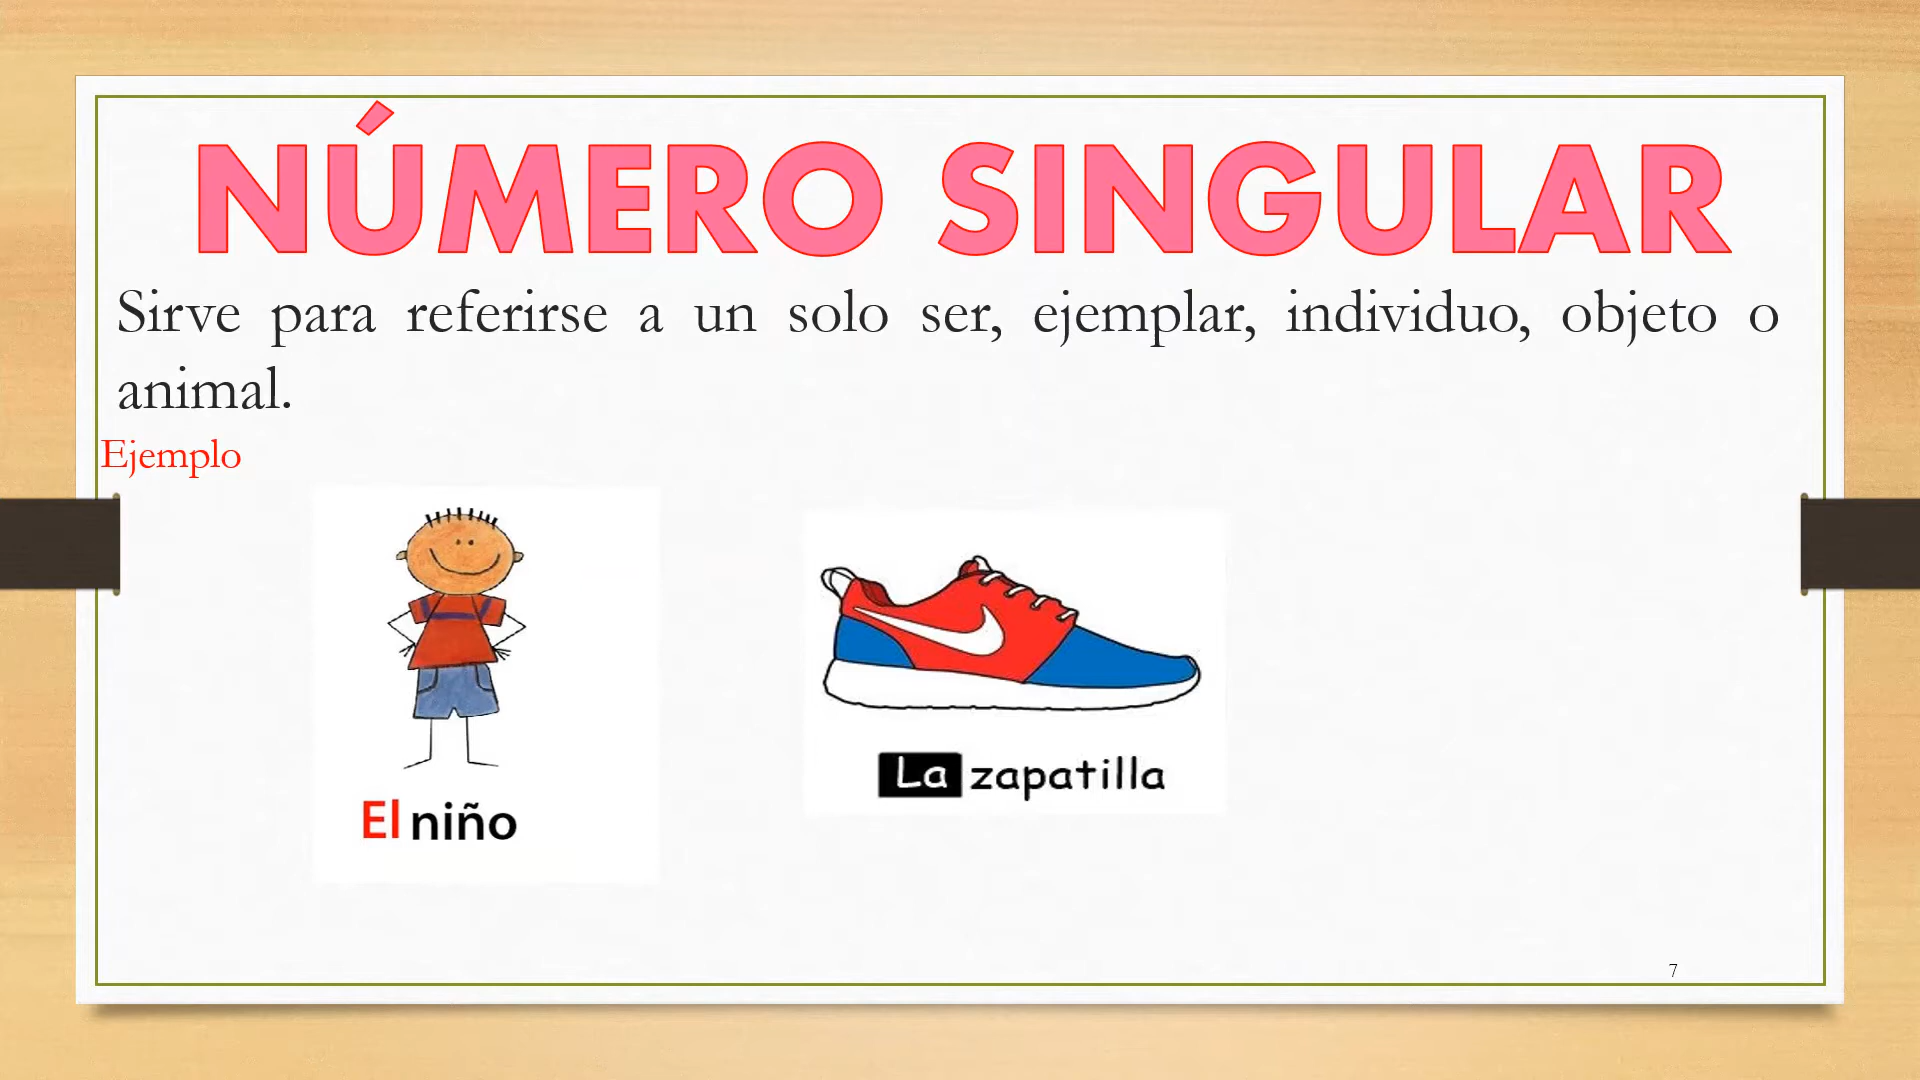 NÚMERO SINGULAR
Sirve para referirse a un solo ser, ejemplar, individuo, objeto o
animal.
Ejemplo
El niño
La zapatilla
7